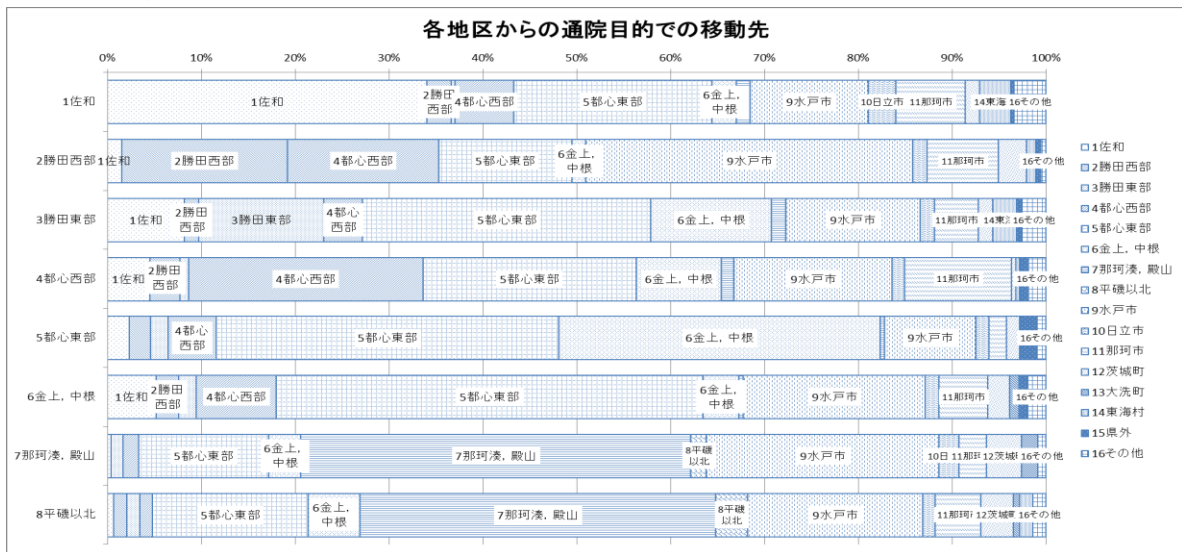 各地区からの通院目的での移動先
0% 10% 20% 30% 40% 50% 60% 70% 80% 90% 100%
1佐和
1佐和
2勝田
西部
4都心西部
5都心東部
6金上，
中根
9水戸市
10日立市
11那珂市
14東海
16その他
2勝田西部
1佐和
2勝田西部
4都心西部
5都心東部
6金上，
中根
9水戸市
11那珂市
16その他
3勝田東部
1佐和
2勝田
西部
3勝田東部
4都心
西部
5都心東部
6金上，中根
9水戸市
11那珂市
14東
16その他
4都心西部
1佐和
2勝田
西部
4都心西部
5都心東部
6金上，中根
9水戸市
11那珂市
16その他
5都心東部
4都心
西部
5都心東部
6金上，中根
9水戸市
16その他
6金上，中根
1佐和
2勝田
西部
4都心西部
5都心東部
6金上，
中根
9水戸市
11那珂市
16その他
7那珂湊，殿山
5都心東部
6金上，
中根
7那珂湊，殿山
8平磯
以北
9水戸市
10日
11那珂
12茨城
16その他
8平磯以北
5都心東部
6金上，
中根
7那珂湊，殿山
8平磯
以北
9水戸市
11那珂
12茨城
16その他
1佐和
2勝田西部
3勝田東部
4都心西部
5都心東部
6金上，中根
7那珂湊，殿山
8平磯以北
9水戸市
10日立市
11那珂市
12茨城町
13大洗町
14東海村
15県外
16その他